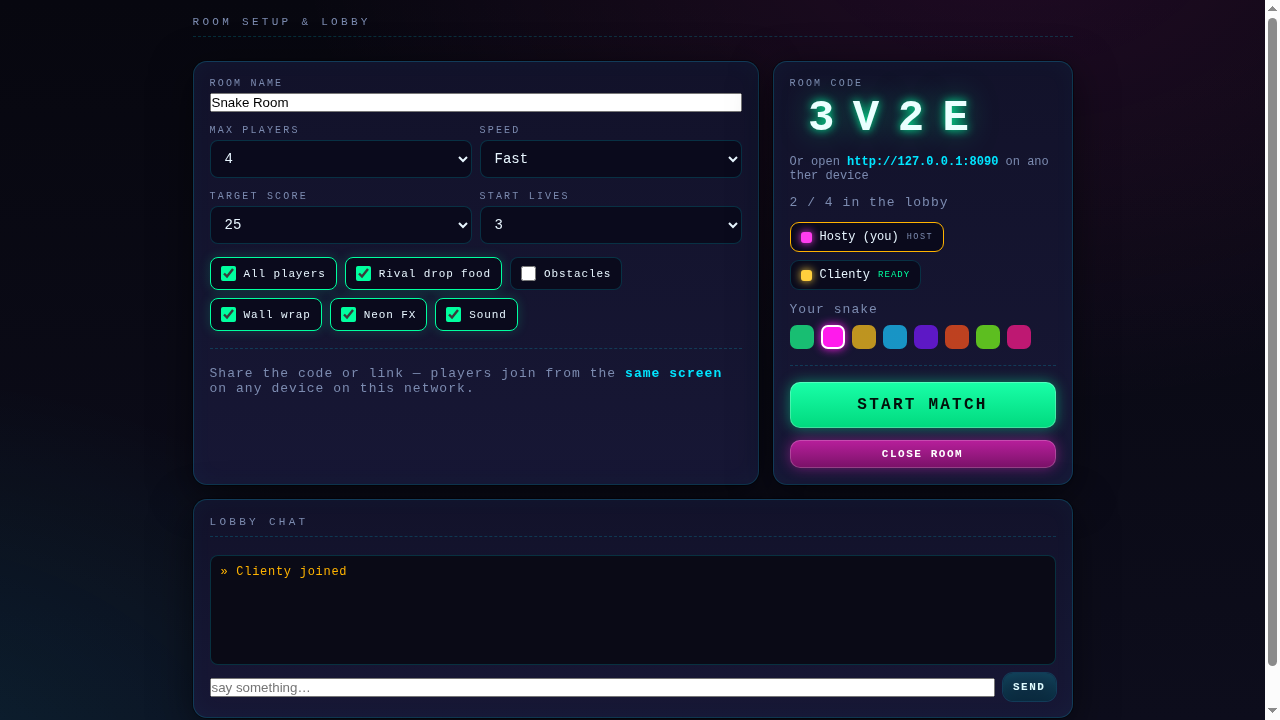 ROOM SETUP & LOBBY
ROOM NAME
Snake Room
MAX PLAYERS
SPEED
4
Fast
TARGET SCORE
START LIVES
25
3
All players
Rival drop food
Obstacles
Wall wrap
Neon FX
Sound
Share the code or link — players join from the same screen
on any device on this network.
ROOM CODE
3V2E
Or open http://127.0.0.1:8090 on ano
ther device
2 / 4 in the lobby
Hosty (you) HOST
Clienty READY
Your snake
START MATCH
CLOSE ROOM
LOBBY CHAT
» Clienty joined
say something…
SEND